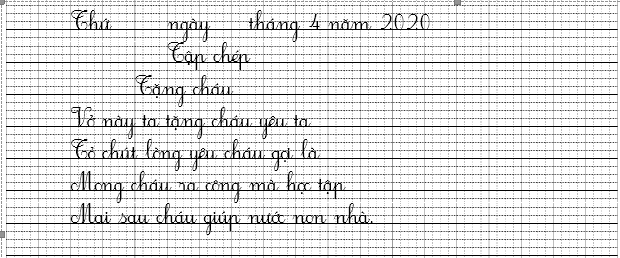 Thứ ngày tháng 4 năm 2020
Tập chép
Tặng cháu
Vở này ta tặng cháu yêu ta
Tỏ chút lòng yêu cháu gọi là
Mong cháu ra công mà học tập
Mai sau cháu giúp nước non nhà.